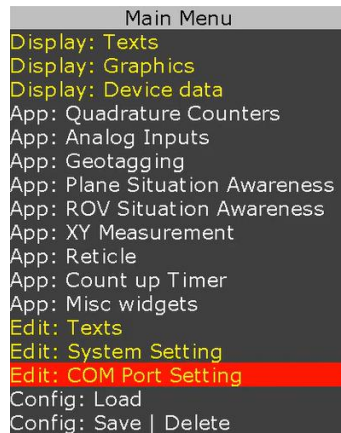 Main Menu
Display: Texts
Display: Graphics
Display: Device data
App: Quadrature Counters
App: Analog Inputs
App: Geotagging
App: Plane Situation Awareness
App: ROV Situation Awareness
App: XY Measurement
App: Reticle
App: Count up Timer
App: Misc widgets
Edit: Texts
Edit: System Setting
Edit: COM Port Setting
Config: Load
Config: Save | Delete